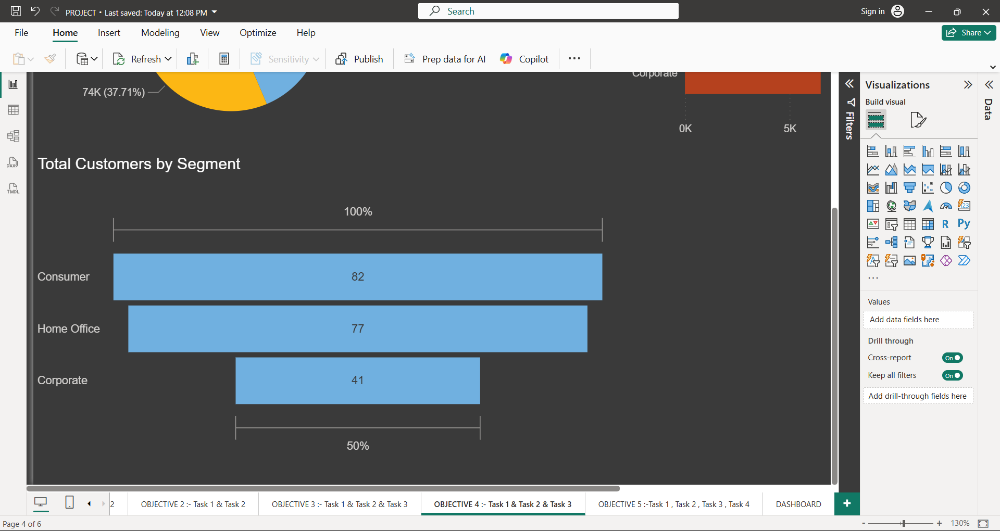 PROJECT • Last saved: Today at 12:08 PM
Search
Sign in
File Home Insert Modeling View Optimize Help
Share
Refresh
Sensitivity
Publish
Prep data for AI
Copilot
...
DAX
TMDL
74K (37.71%)
Corporate
0K 5K
Total Customers by Segment
100%
Consumer 82
Home Office 77
Corporate 41
50%
Filters
Visualizations
Build visual
123
R Py
...
Values
Add data fields here
Drill through
Cross-report On
Keep all filters On
Add drill-through fields here
Data
2
OBJECTIVE 2 :- Task 1 & Task 2
OBJECTIVE 3 :- Task 1 & Task 2 & Task 3
OBJECTIVE 4 :- Task 1 & Task 2 & Task 3
OBJECTIVE 5 :-Task 1 , Task 2 , Task 3 , Task 4
DASHBOARD
+
Page 4 of 6
- + 130%